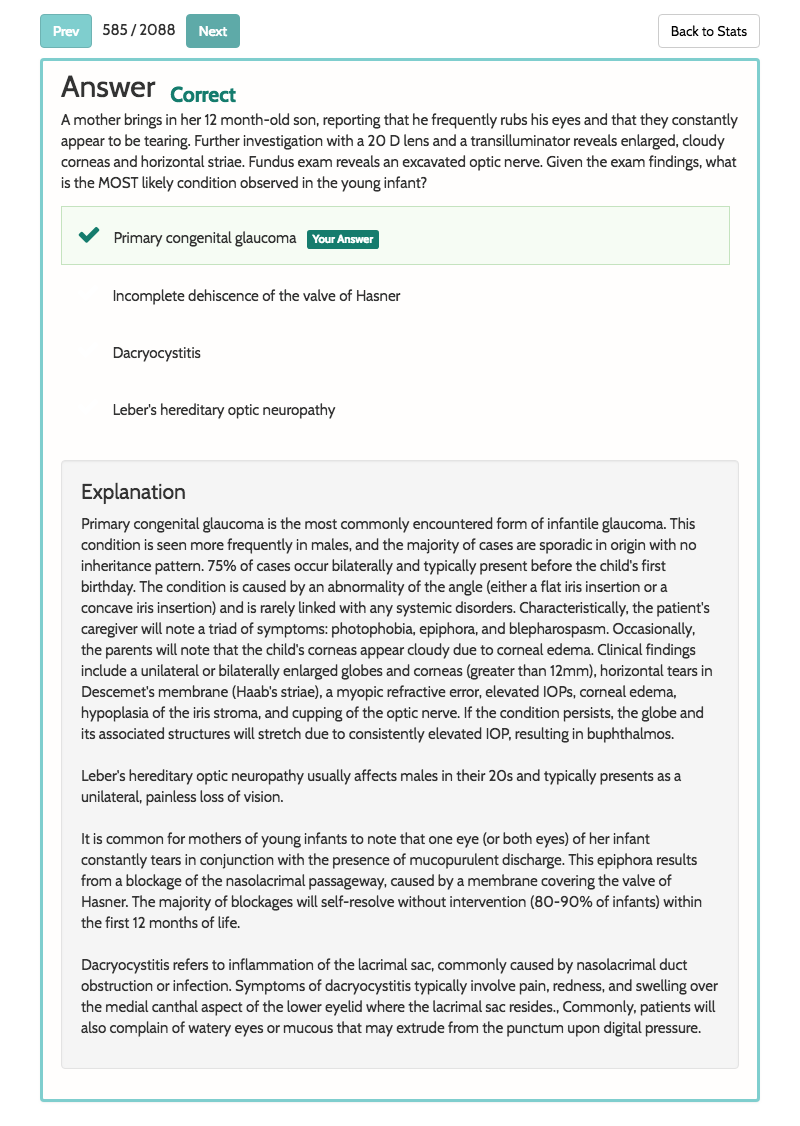 Prev 585 / 2088 Next Back to Stats
Answer Correct
A mother brings in her 12 month-old son, reporting that he frequently rubs his eyes and that they constantly
appear to be tearing. Further investigation with a 20 D lens and a transilluminator reveals enlarged, cloudy
corneas and horizontal striae. Fundus exam reveals an excavated optic nerve. Given the exam findings, what
is the MOST likely condition observed in the young infant?
Primary congenital glaucoma Your Answer
Incomplete dehiscence of the valve of Hasner
Dacryocystitis
Leber's hereditary optic neuropathy
Explanation
Primary congenital glaucoma is the most commonly encountered form of infantile glaucoma. This
condition is seen more frequently in males, and the majority of cases are sporadic in origin with no
inheritance pattern. 75% of cases occur bilaterally and typically present before the child's first
birthday. The condition is caused by an abnormality of the angle (either a flat iris insertion or a
concave iris insertion) and is rarely linked with any systemic disorders. Characteristically, the patient's
caregiver will note a triad of symptoms: photophobia, epiphora, and blepharospasm. Occasionally,
the parents will note that the child's corneas appear cloudy due to corneal edema. Clinical findings
include a unilateral or bilaterally enlarged globes and corneas (greater than 12mm), horizontal tears in
Descemet's membrane (Haab's striae), a myopic refractive error, elevated IOPs, corneal edema,
hypoplasia of the iris stroma, and cupping of the optic nerve. If the condition persists, the globe and
its associated structures will stretch due to consistently elevated IOP, resulting in buphthalmos.
Leber's hereditary optic neuropathy usually affects males in their 20s and typically presents as a
unilateral, painless loss of vision.
It is common for mothers of young infants to note that one eye (or both eyes) of her infant
constantly tears in conjunction with the presence of mucopurulent discharge. This epiphora results
from a blockage of the nasolacrimal passageway, caused by a membrane covering the valve of
Hasner. The majority of blockages will self-resolve without intervention (80-90% of infants) within
the first 12 months of life.
Dacryocystitis refers to inflammation of the lacrimal sac, commonly caused by nasolacrimal duct
obstruction or infection. Symptoms of dacryocystitis typically involve pain, redness, and swelling over
the medial canthal aspect of the lower eyelid where the lacrimal sac resides., Commonly, patients will
also complain of watery eyes or mucous that may extrude from the punctum upon digital pressure.